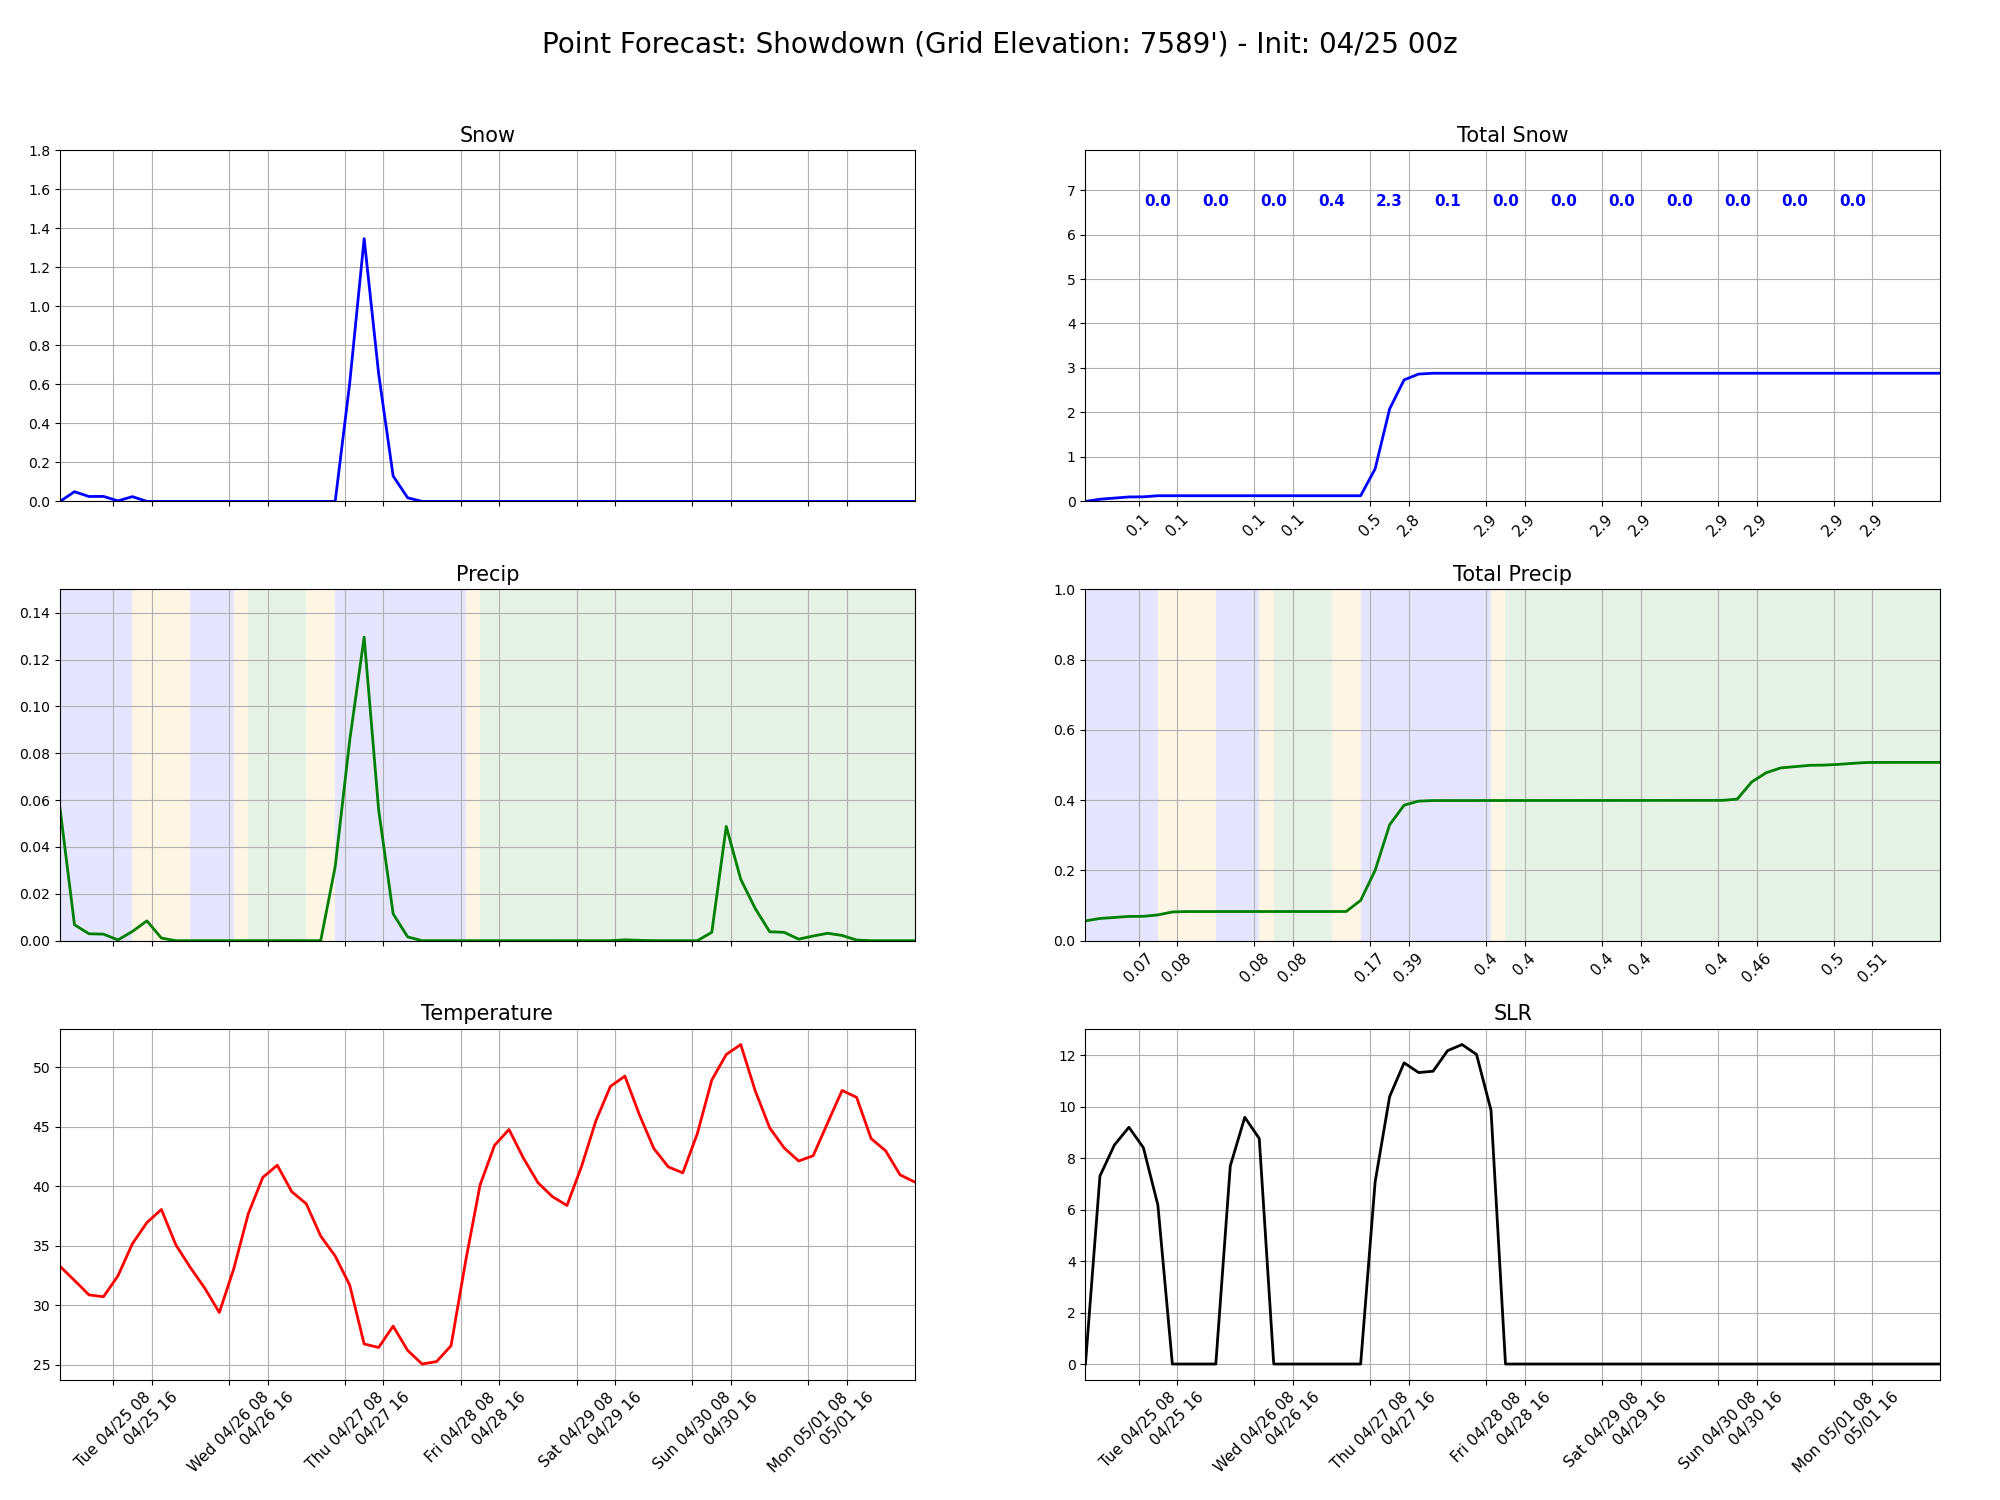 Point Forecast: Showdown (Grid Elevation: 7589') - Init: 04/25 00z
Snow
1.8
1.6
1.4
1.2
1.0
0.8
0.6
0.4
0.2
0.0
Total Snow
7
6
5
4
3
2
1
0
0.0 0.0 0.0 0.4 2.3 0.1 0.0 0.0 0.0 0.0 0.0 0.0 0.0
0.1 0.1 0.1 0.1 0.5 2.8 2.9 2.9 2.9 2.9 2.9 2.9 2.9 2.9
Precip
0.14
0.12
0.10
0.08
0.06
0.04
0.02
0.00
Total Precip
1.0
0.8
0.6
0.4
0.2
0.0
0.07 0.08 0.08 0.08 0.17 0.39 0.4 0.4 0.4 0.4 0.4 0.46 0.5 0.51
Temperature
50
45
40
35
30
25
Tue 04/25 08
04/25 16
Wed 04/26 08
04/26 16
Thu 04/27 08
04/27 16
Fri 04/28 08
04/28 16
Sat 04/29 08
04/29 16
Sun 04/30 08
04/30 16
Mon 05/01 08
05/01 16
SLR
12
10
8
6
4
2
0
Tue 04/25 08
04/25 16
Wed 04/26 08
04/26 16
Thu 04/27 08
04/27 16
Fri 04/28 08
04/28 16
Sat 04/29 08
04/29 16
Sun 04/30 08
04/30 16
Mon 05/01 08
05/01 16